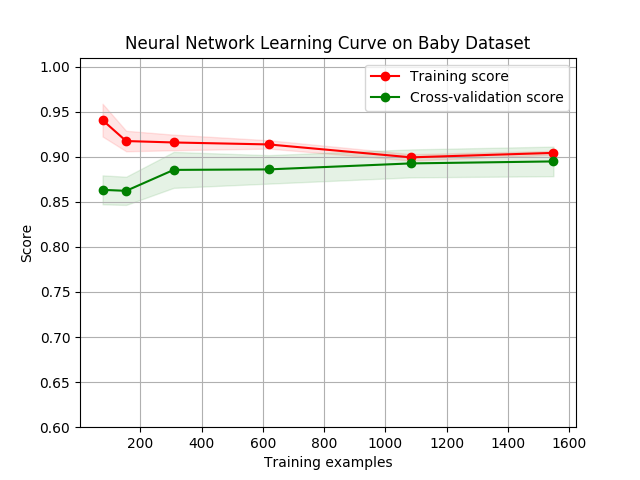 Neural Network Learning Curve on Baby Dataset
Training score
Cross-validation score
1.00
0.95
0.90
0.85
0.80
0.75
0.70
0.65
0.60
Score
200 400 600 800 1000 1200 1400 1600
Training examples